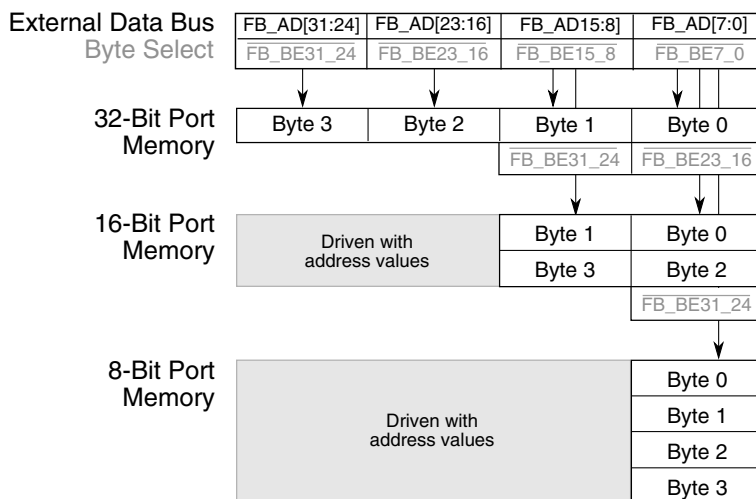 External Data Bus FB_AD[31:24] FB_AD[23:16] FB_AD15:8] FB_AD[7:0]
Byte Select FB_BE31_24 FB_BE23_16 FB_BE15_8 FB_BE7_0
32-Bit Port Byte 3 Byte 2 Byte 1 Byte 0
Memory
FB_BE31_24 FB_BE23_16
16-Bit Port Byte 1 Byte 0
Memory
Driven with
address values
Byte 3 Byte 2
FB_BE31_24
8-Bit Port Byte 0
Memory
Byte 1
Driven with
address values
Byte 2
Byte 3